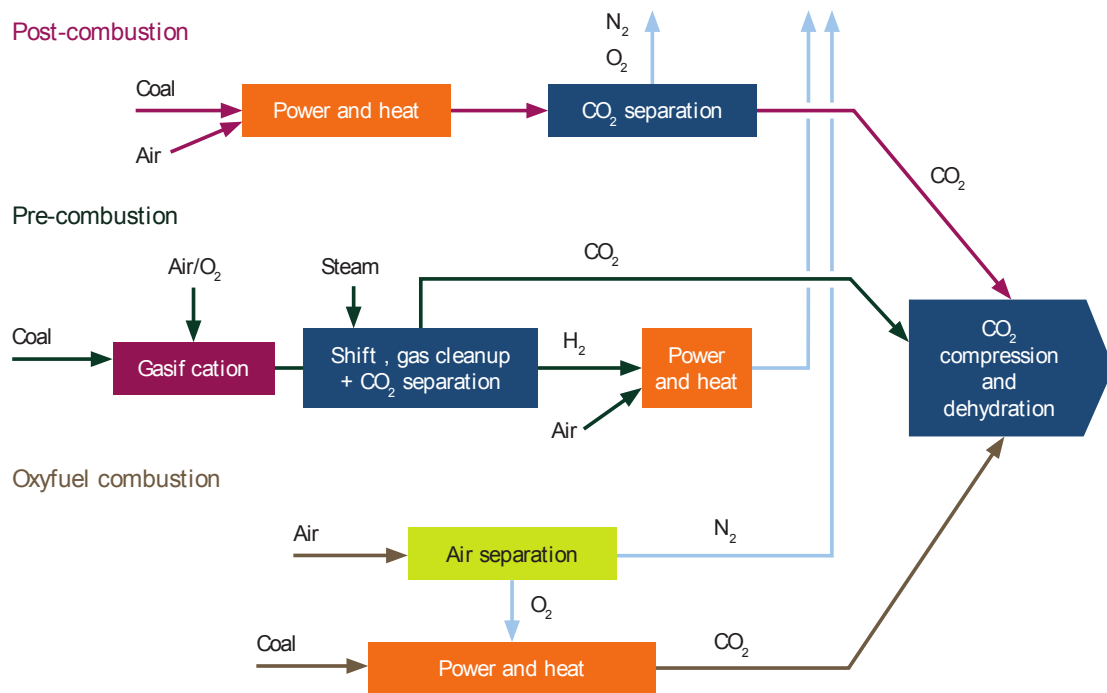 Post-combustion
N₂
O₂
Coal
Power and heat
CO₂ separation
Air
CO₂
Pre-combustion
Air/O₂
Steam
CO₂
Coal
Gasif cation
Shift , gas cleanup
+ CO₂ separation
H₂
Power
and heat
Air
CO₂
compression
and
dehydration
Oxyfuel combustion
Air
Air separation
N₂
O₂
Coal
Power and heat
CO₂